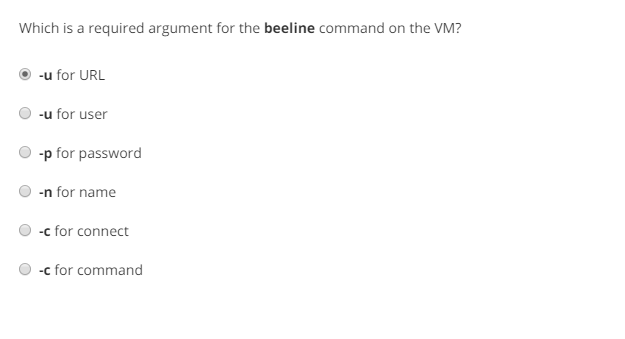 Which is a required argument for the beeline command on the VM?
-u for URL
-u for user
-p for password
-n for name
-c for connect
-c for command